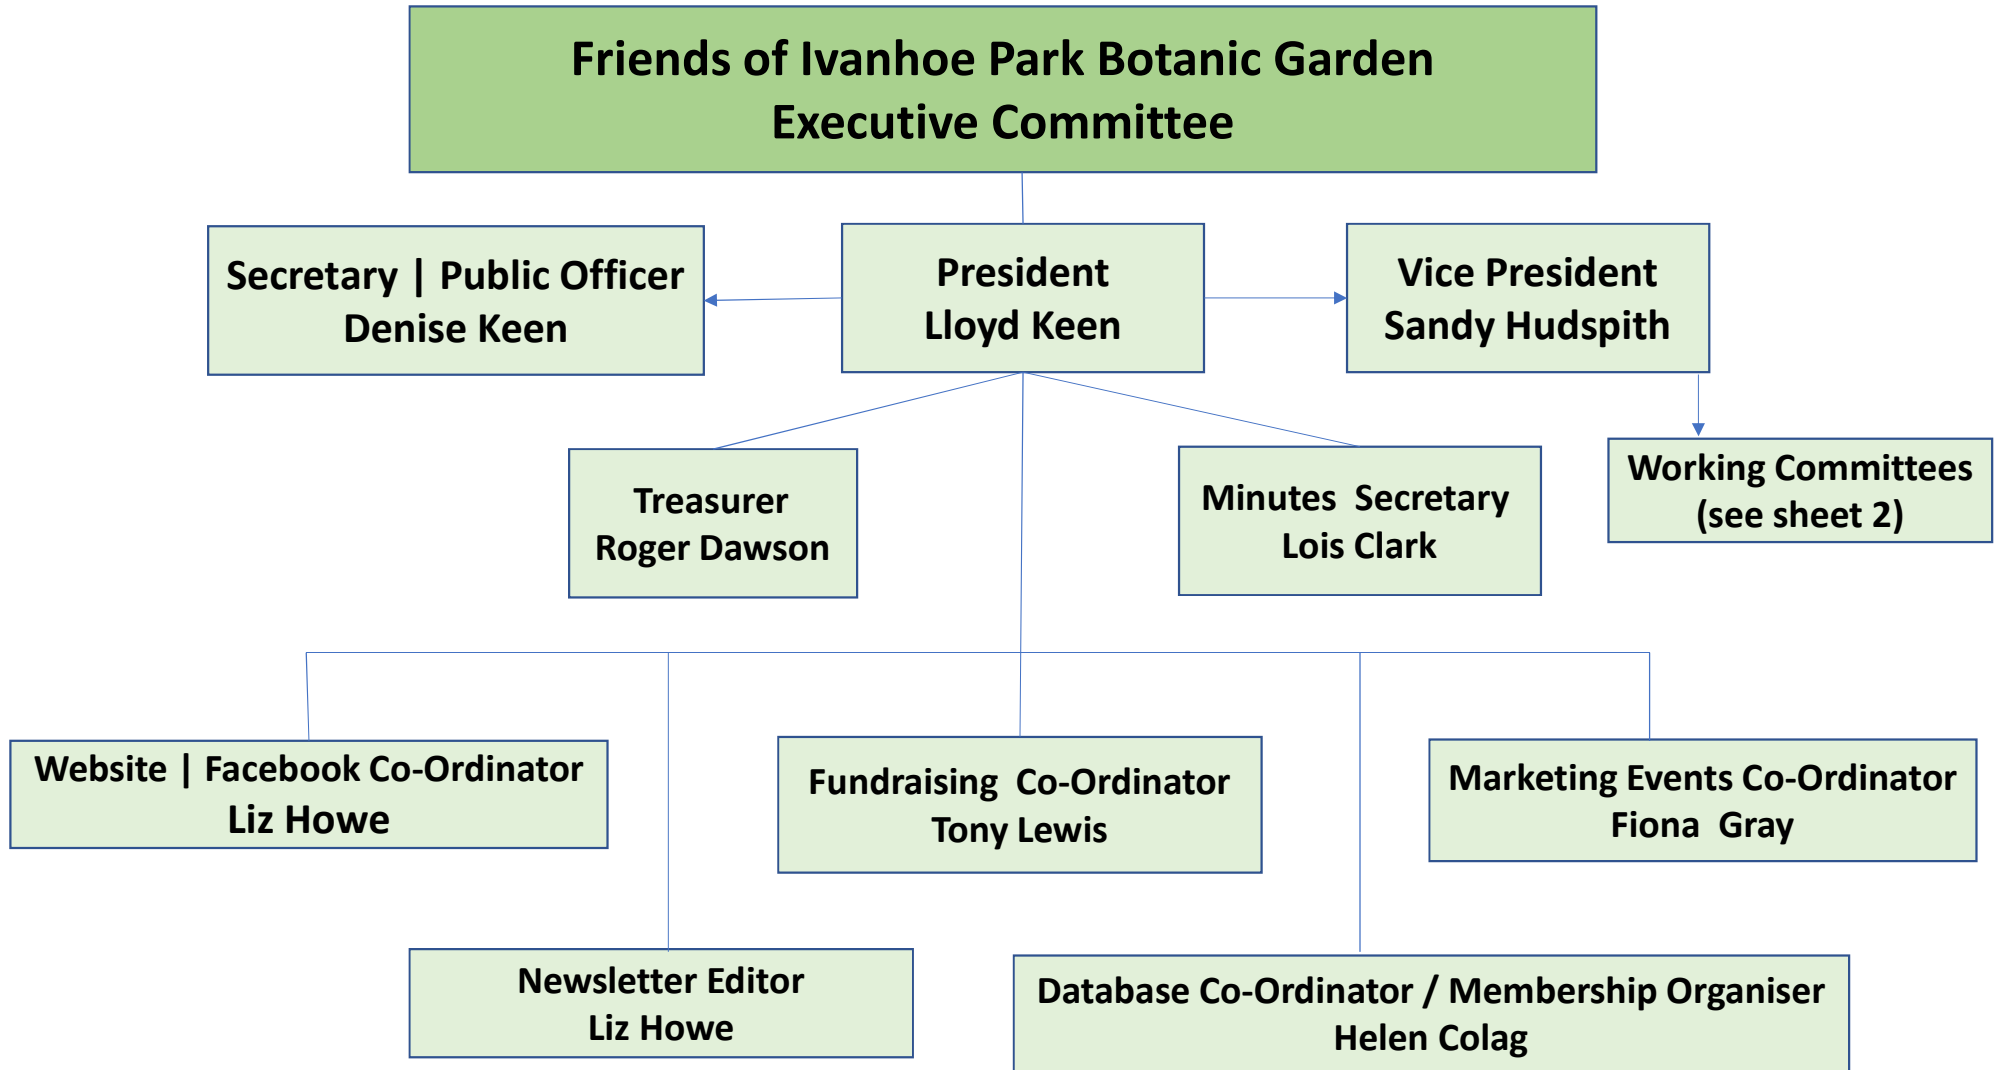 Friends of Ivanhoe Park Botanic Garden
Executive Committee
Secretary | Public Officer
Denise Keen
President
Lloyd Keen
Vice President
Sandy Hudspith
Treasurer
Roger Dawson
Minutes  Secretary
Lois Clark
Working Committees
(see sheet 2)
Website | Facebook Co-Ordinator
Liz Howe
Fundraising  Co-Ordinator
Tony Lewis
Marketing Events Co-Ordinator
Fiona  Gray
Newsletter Editor
Liz Howe
Database Co-Ordinator / Membership Organiser
Helen Colag